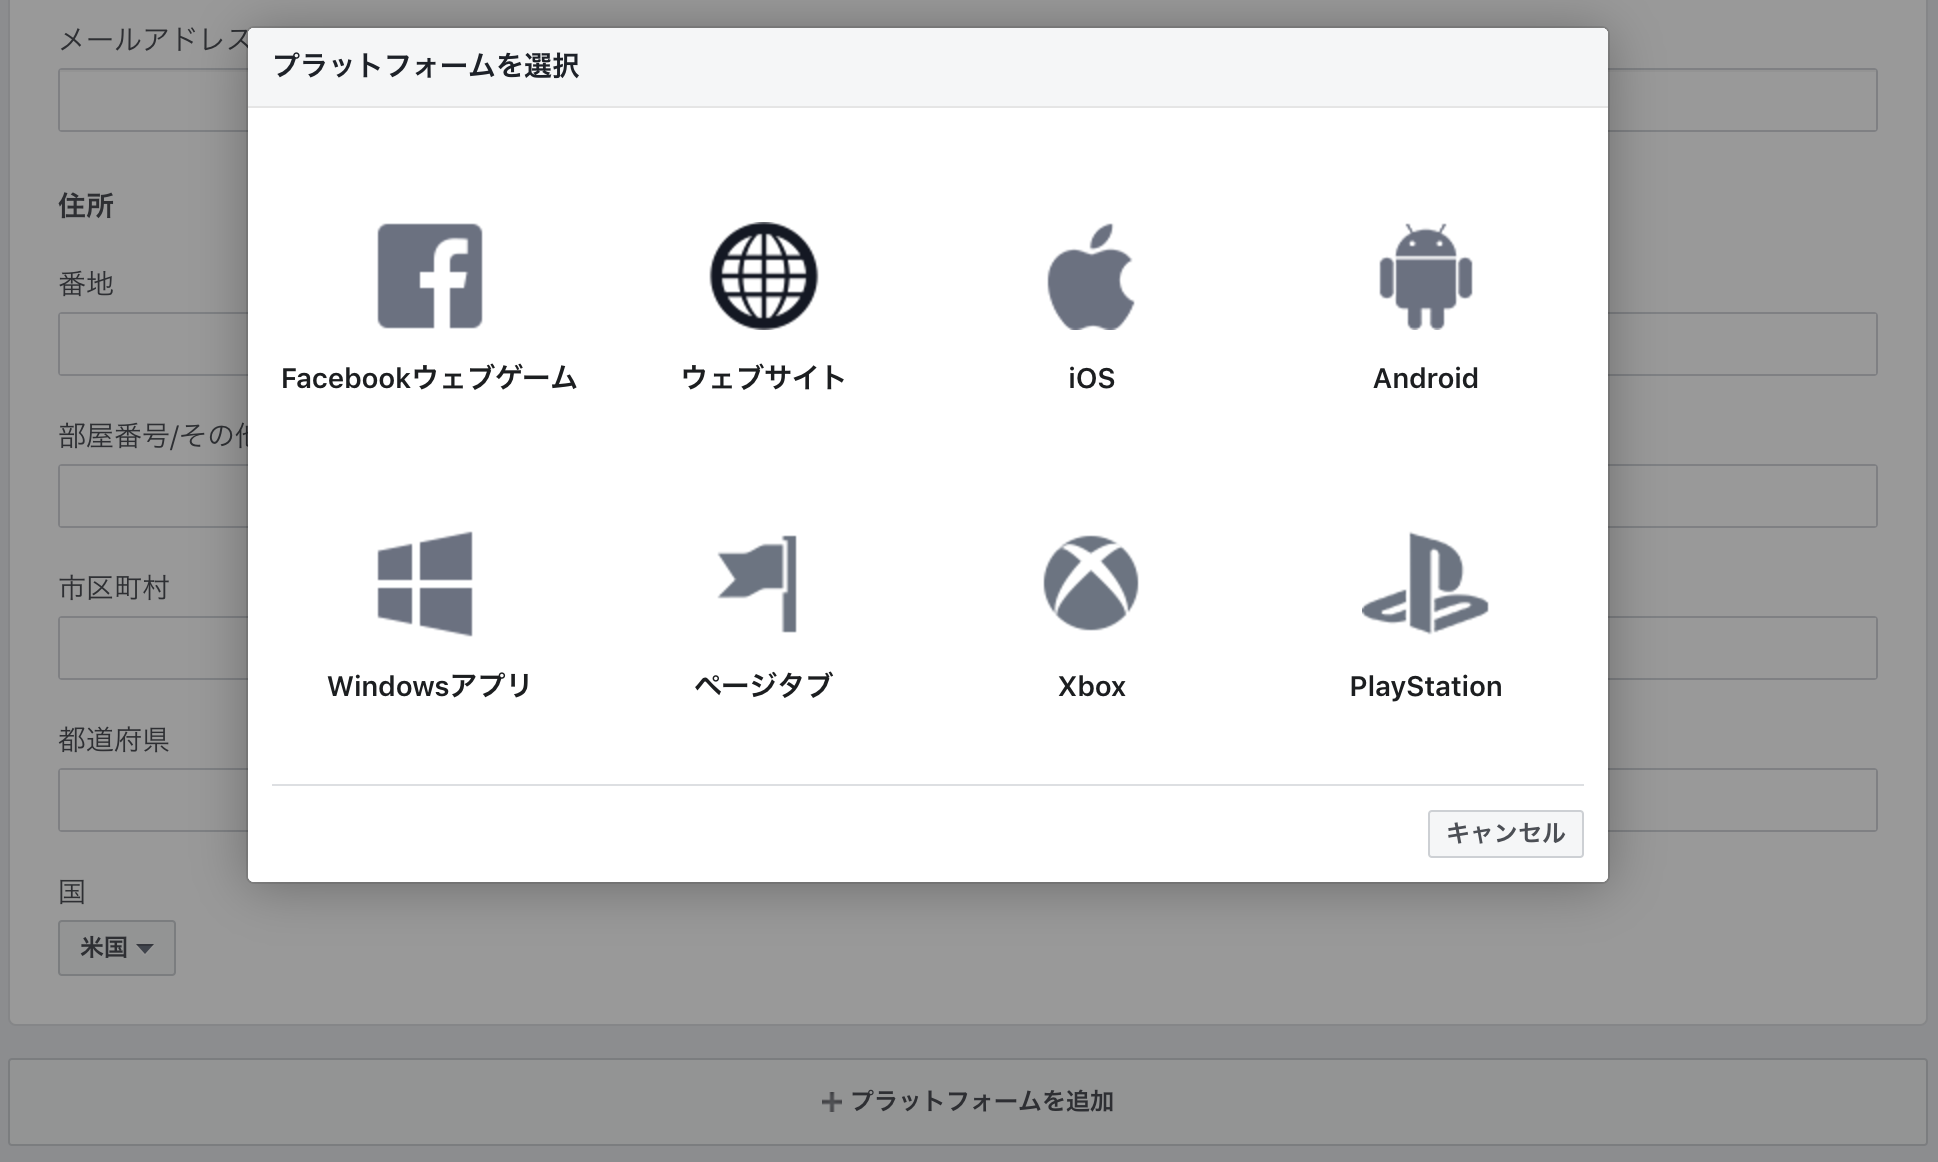 メールアドレス
プラットフォームを選択
住所
番地
Facebookウェブゲーム
ウェブサイト
iOS
Android
部屋番号/その他
市区町村
Windowsアプリ
ページタブ
Xbox
PlayStation
都道府県
キャンセル
国
米国
プラットフォームを追加